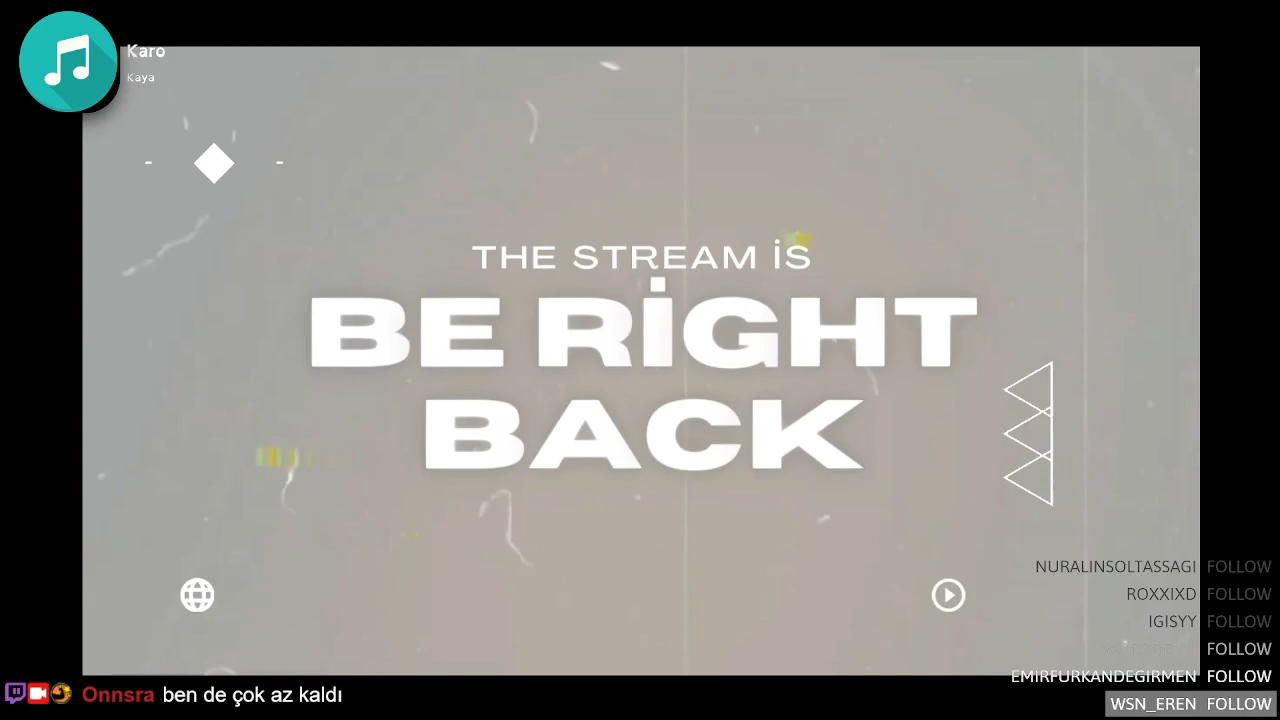 Karo
Kaya
THE STREAM İS
BE RİGHT
BACK
NURALINSOLTASSAGI FOLLOW
ROXXIXD FOLLOW
IGISYY FOLLOW
FOLLOW
EMIRFURKANDEGIRMEN FOLLOW
WSN_EREN FOLLOW
Onnsra ben de çok az kaldı